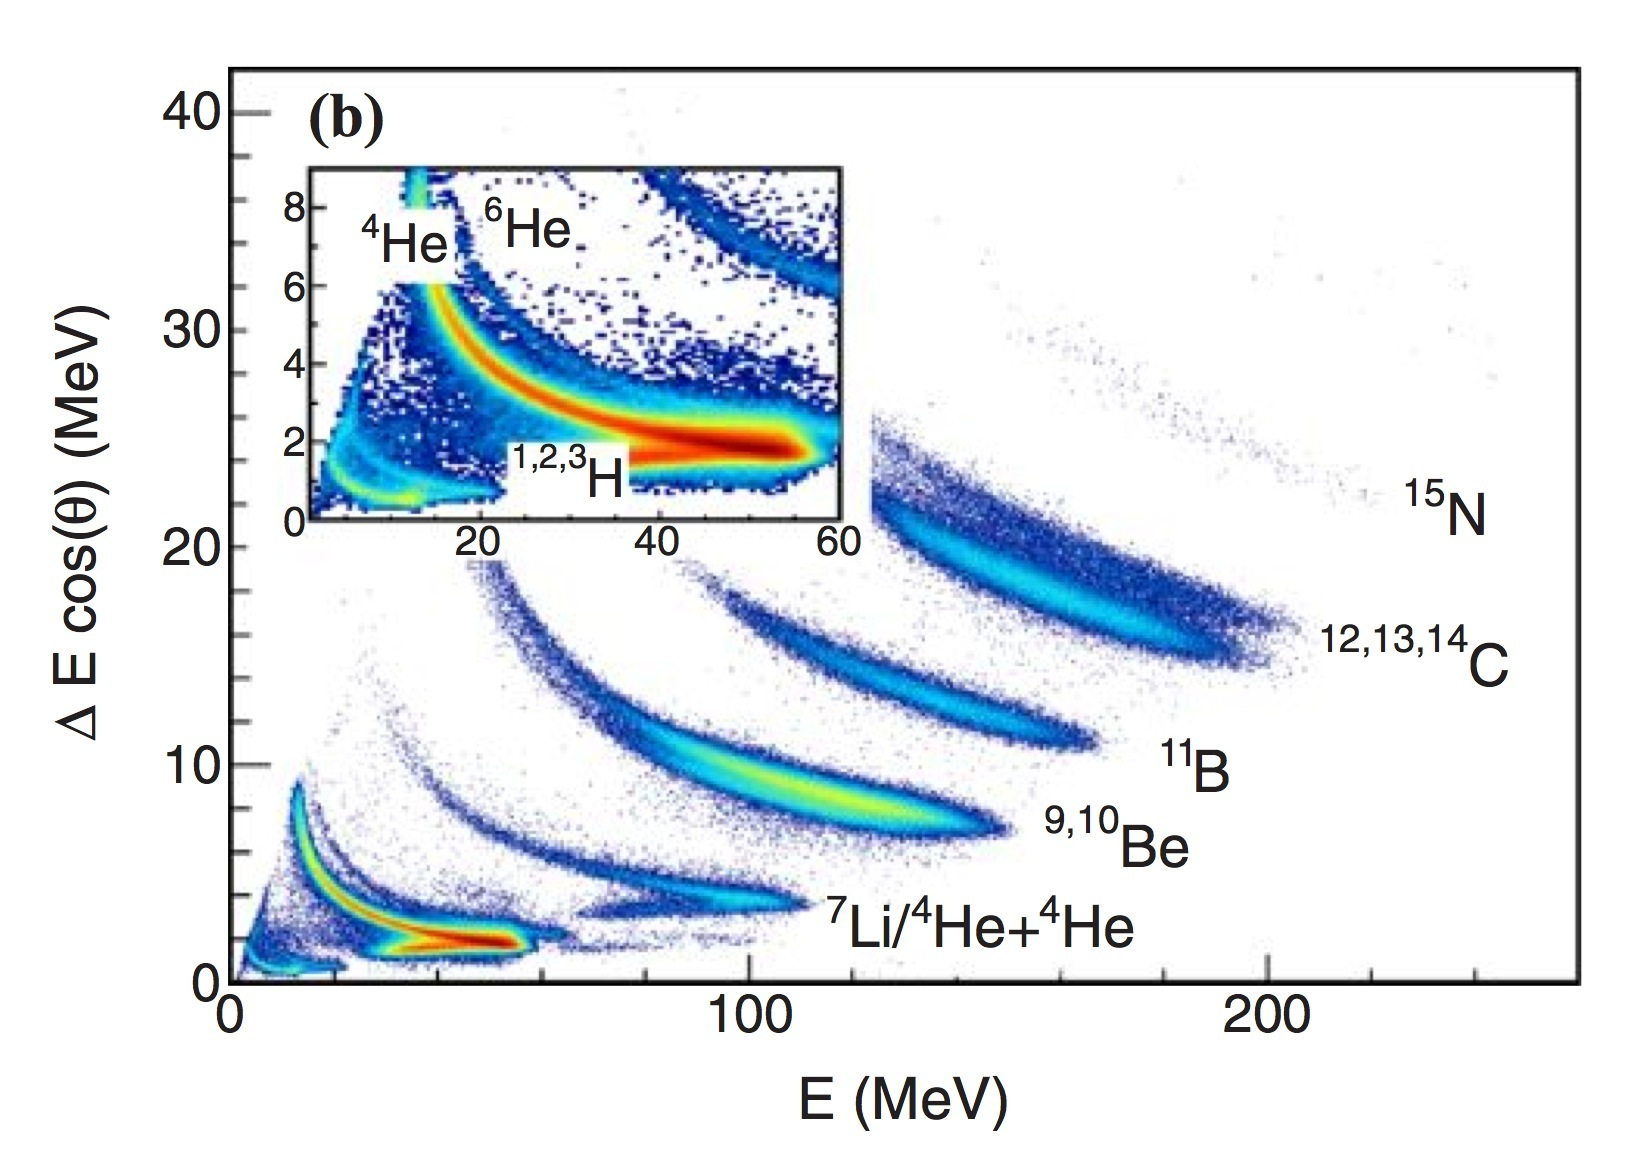 (b)
40
30
20
10
0
Δ E cos(θ) (MeV)
8
6
4
2
0
20 40 60
⁴He
⁶He
¹,²,³H
¹⁵N
¹²,¹³,¹⁴C
¹¹B
⁹,¹⁰Be
⁷Li/⁴He+⁴He
0 100 200
E (MeV)